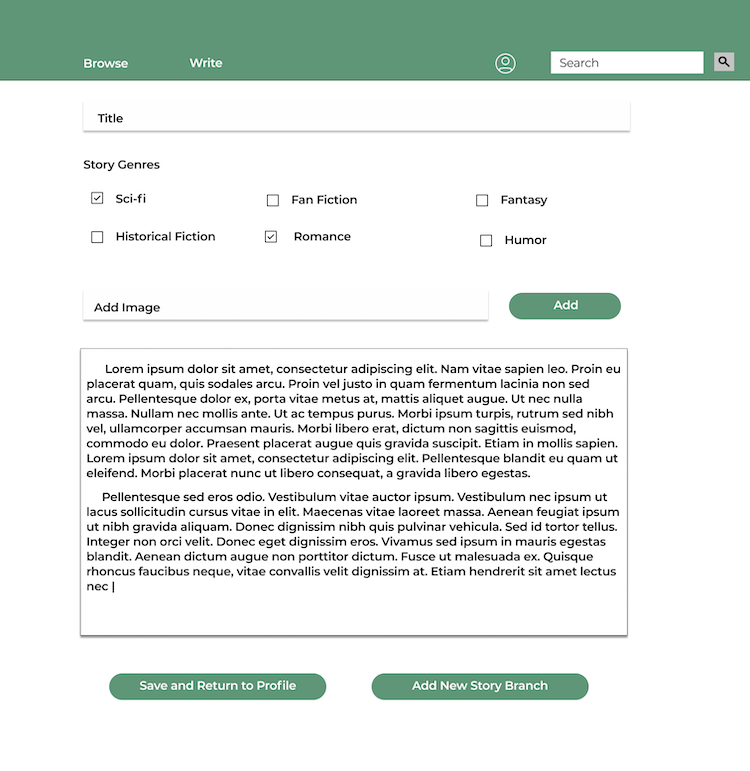 Browse Write Search
Title
Story Genres
Sci-fi Fan Fiction Fantasy
Historical Fiction Romance Humor
Add Image Add
Lorem ipsum dolor sit amet, consectetur adipiscing elit. Nam vitae sapien leo. Proin eu
placerat quam, quis sodales arcu. Proin vel justo in quam fermentum lacinia non sed
arcu. Pellentesque dolor ex, porta vitae metus at, mattis aliquet augue. Ut nec nulla
massa. Nullam nec mollis ante. Ut ac tempus purus. Morbi ipsum turpis, rutrum sed nibh
vel, ullamcorper accumsan mauris. Morbi libero erat, dictum non sagittis euismod,
commodo eu dolor. Praesent placerat augue quis gravida suscipit. Etiam in mollis sapien.
Lorem ipsum dolor sit amet, consectetur adipiscing elit. Pellentesque blandit eu quam ut
eleifend. Morbi placerat nunc ut libero consequat, a gravida libero egestas.
Pellentesque sed eros odio. Vestibulum vitae auctor ipsum. Vestibulum nec ipsum ut
lacus sollicitudin cursus vitae in elit. Maecenas vitae laoreet massa. Aenean feugiat ipsum
ut nibh gravida aliquam. Donec dignissim nibh quis pulvinar vehicula. Sed id tortor tellus.
Integer non orci velit. Donec eget dignissim eros. Vivamus sed ipsum in mauris egestas
blandit. Aenean dictum augue non porttitor dictum. Fusce ut malesuada ex. Quisque
rhoncus faucibus neque, vitae convallis velit dignissim at. Etiam hendrerit sit amet lectus
nec |
Save and Return to Profile Add New Story Branch